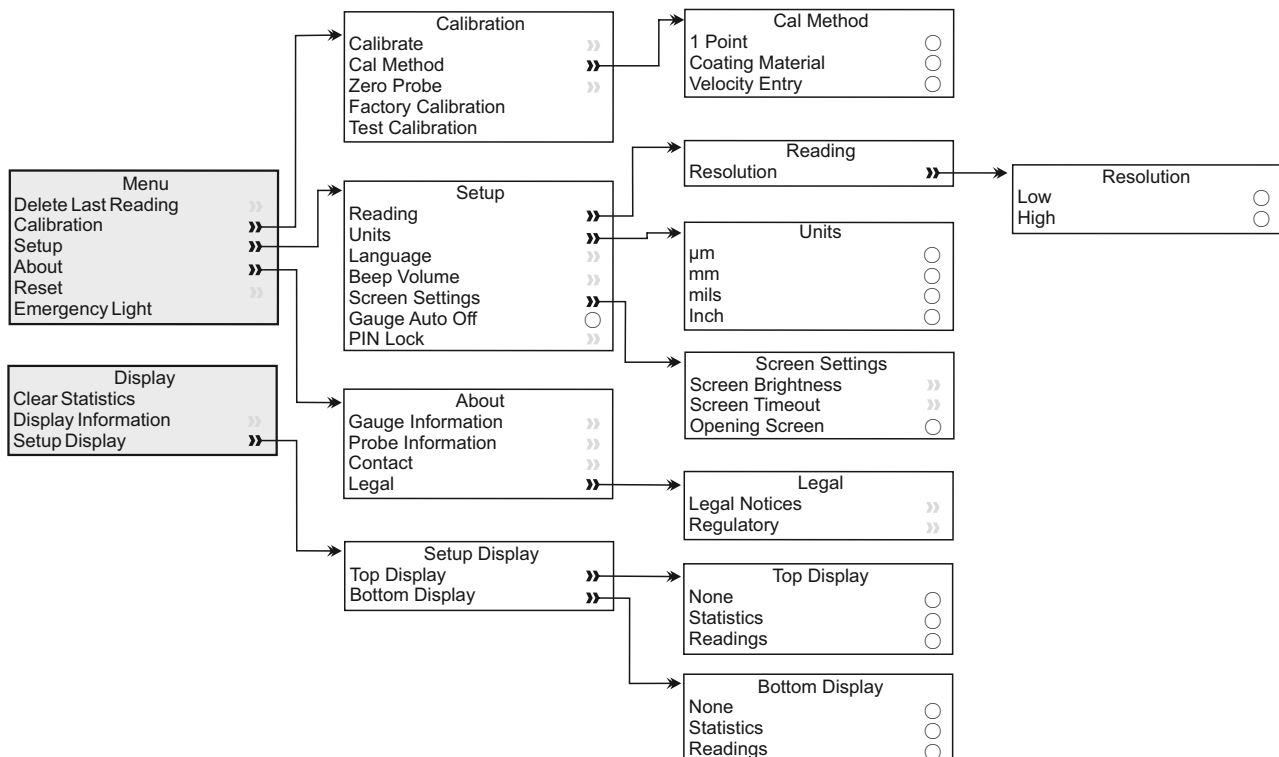 Menu
Delete Last Reading
Calibration
Setup
About
Reset
Emergency Light
Display
Clear Statistics
Display Information
Setup Display
Calibration
Calibrate
Cal Method
Zero Probe
Factory Calibration
Test Calibration
Setup
Reading
Units
Language
Beep Volume
Screen Settings
Gauge Auto Off
PIN Lock
About
Gauge Information
Probe Information
Contact
Legal
Setup Display
Top Display
Bottom Display
Cal Method
1 Point
Coating Material
Velocity Entry
Reading
Resolution
Units
µm
mm
mils
Inch
Screen Settings
Screen Brightness
Screen Timeout
Opening Screen
Legal
Legal Notices
Regulatory
Top Display
None
Statistics
Readings
Bottom Display
None
Statistics
Readings
Resolution
Low
High